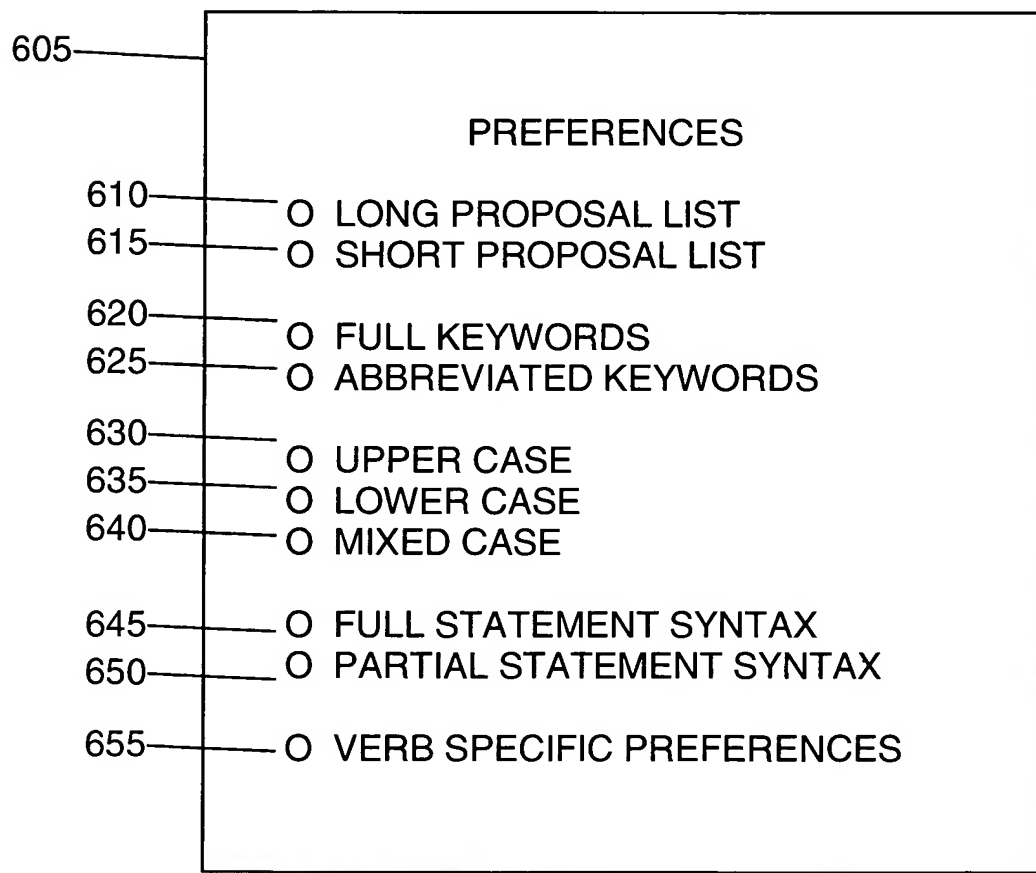 605
PREFERENCES
610 O LONG PROPOSAL LIST
615 O SHORT PROPOSAL LIST
620 O FULL KEYWORDS
625 O ABBREVIATED KEYWORDS
630 O UPPER CASE
635 O LOWER CASE
640 O MIXED CASE
645 O FULL STATEMENT SYNTAX
650 O PARTIAL STATEMENT SYNTAX
655 O VERB SPECIFIC PREFERENCES